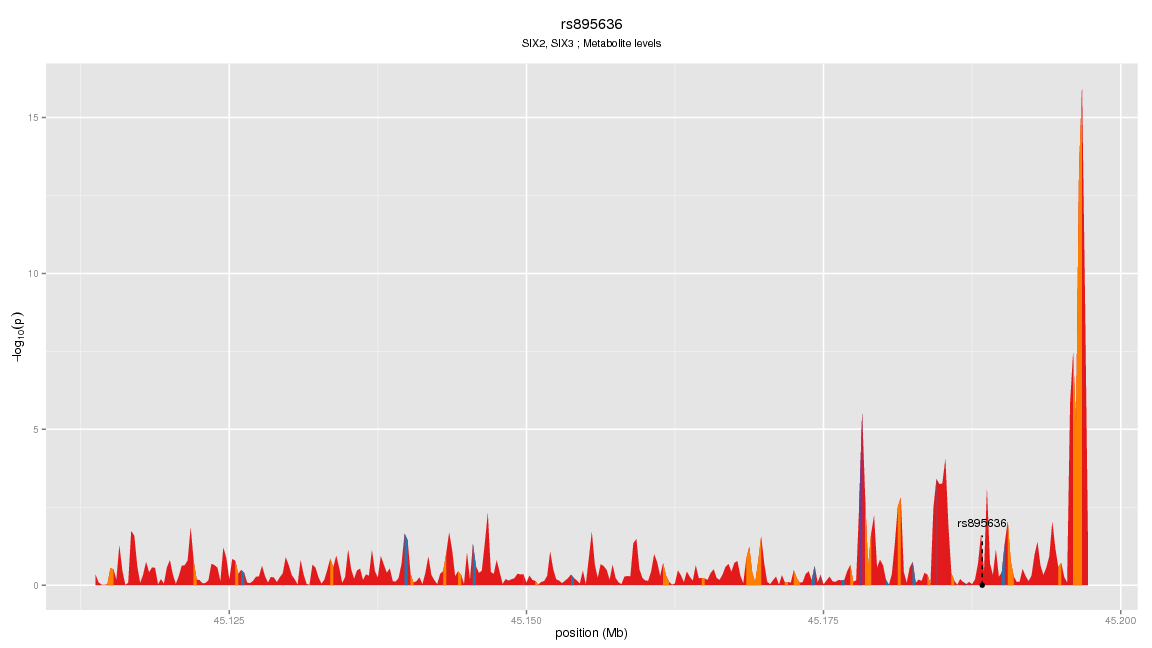 rs895636
SIX2, SIX3 ; Metabolite levels
15
10
5
0
-log10(p)
rs895636
45.125
45.150
45.175
45.200
position (Mb)